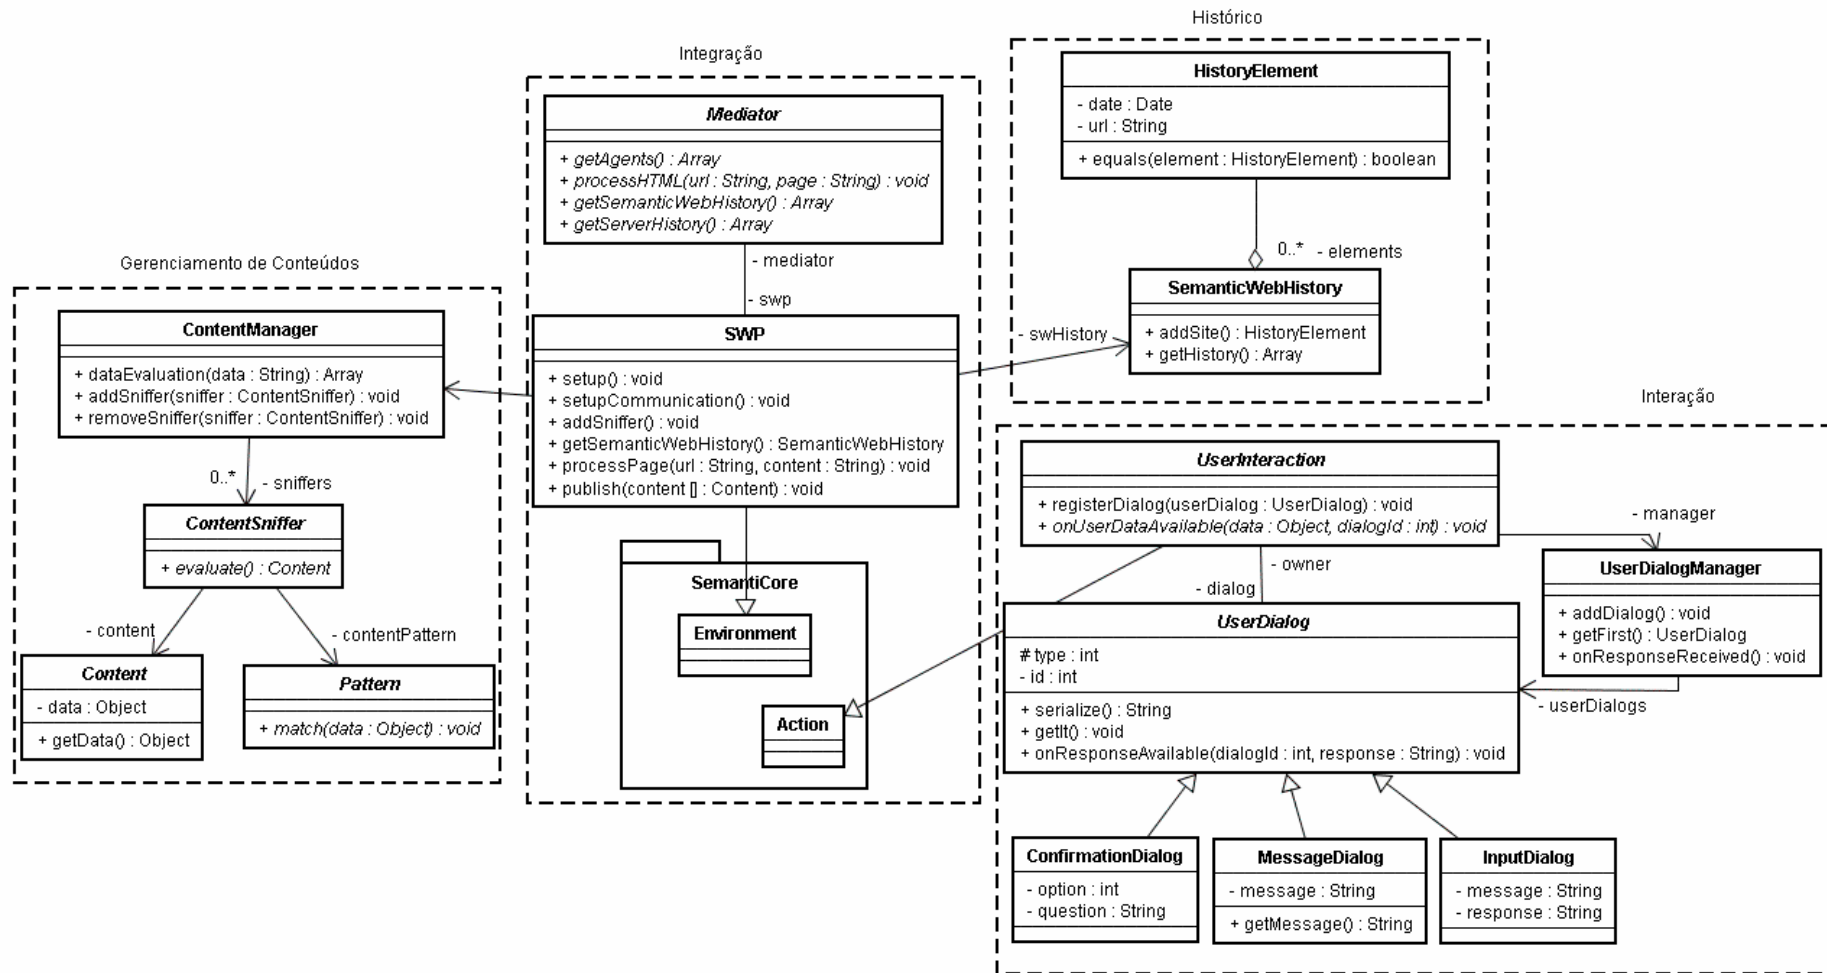 Histórico
HistoryElement
- date : Date
- url : String
+ equals(element : HistoryElement) : boolean
0..* - elements
SemanticWebHistory
+ addSite() : HistoryElement
+ getHistory() : Array
- swHistory
Integração
Mediator
+ getAgents() : Array
+ processHTML(url : String, page : String) : void
+ getSemanticWebHistory() : Array
+ getServerHistory() : Array
- mediator
- swp
SWP
+ setup() : void
+ setupCommunication() : void
+ addSniffer() : void
+ getSemanticWebHistory() : SemanticWebHistory
+ processPage(url : String, content : String) : void
+ publish(content [] : Content) : void
SemantiCore
Environment
Action
Gerenciamento de Conteúdos
ContentManager
+ dataEvaluation(data : String) : Array
+ addSniffer(sniffer : ContentSniffer) : void
+ removeSniffer(sniffer : ContentSniffer) : void
0..* - sniffers
ContentSniffer
+ evaluate() : Content
- content
- contentPattern
Content
- data : Object
+ getData() : Object
Pattern
+ match(data : Object) : void
Interação
UserInteraction
+ registerDialog(userDialog : UserDialog) : void
+ onUserDataAvailable(data : Object, dialogId : int) : void
- manager
- owner
- dialog
UserDialogManager
+ addDialog() : void
+ getFirst() : UserDialog
+ onResponseReceived() : void
- userDialogs
UserDialog
# type : int
- id : int
+ serialize() : String
+ getIt() : void
+ onResponseAvailable(dialogId : int, response : String) : void
ConfirmationDialog
- option : int
- question : String
MessageDialog
- message : String
+ getMessage() : String
InputDialog
- message : String
- response : String